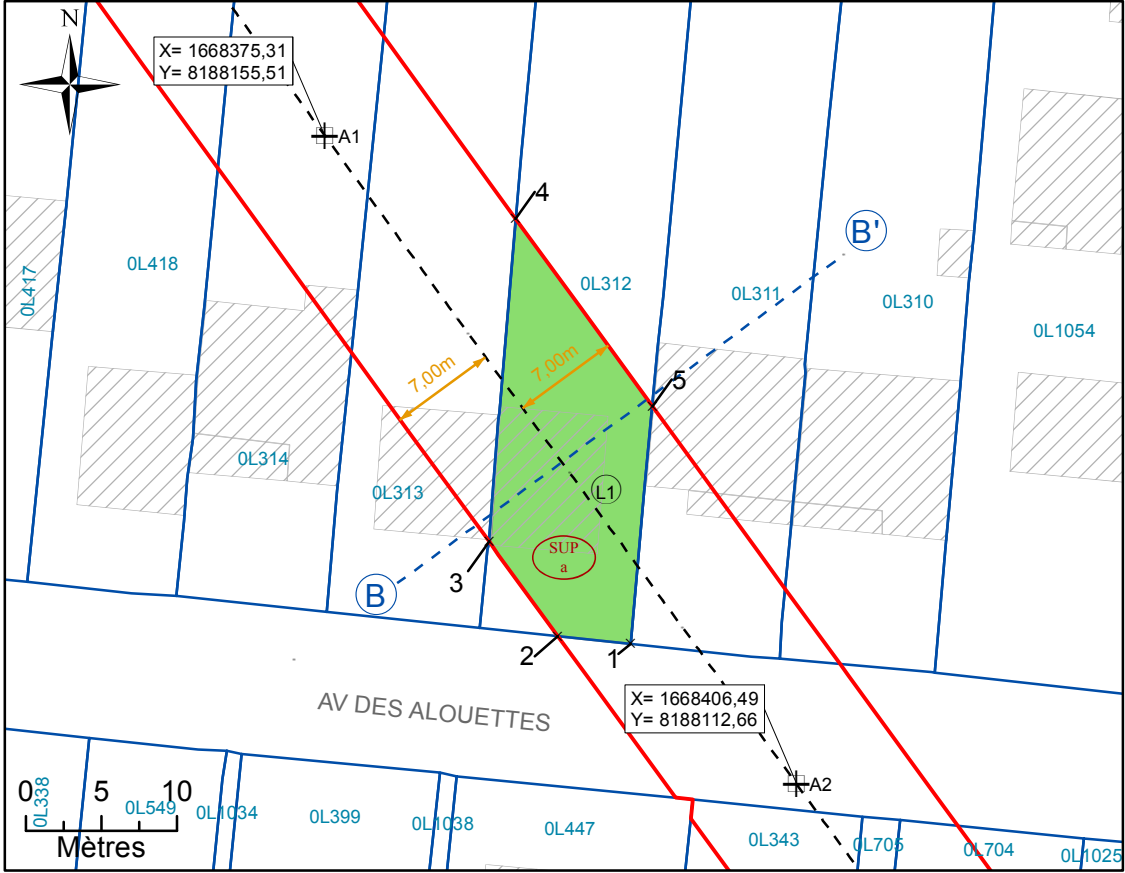 N
X= 1668375,31
Y= 8188155,51
A1
4
B'
0L417
0L418
0L312
0L311
0L310
0L1054
7,00m
7,00m
5
0L314
0L313
L1
SUP
a
3
B
2
1
AV DES ALOUETTES
X= 1668406,49
Y= 8188112,66
A2
0 5 10
Mètres
0L338
0L549
0L1034
0L399
0L1038
0L447
0L343
0L705
0L704
0L1025